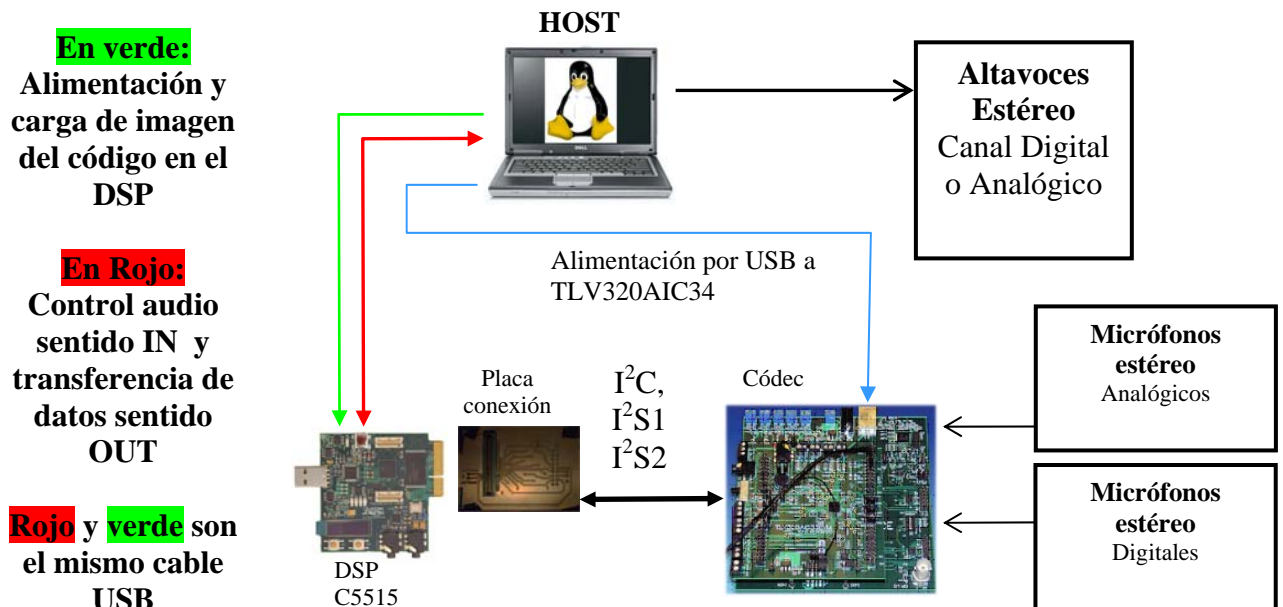 En verde:
Alimentación y
carga de imagen
del código en el
DSP
En Rojo:
Control audio
sentido IN y
transferencia de
datos sentido
OUT
Rojo y verde son
el mismo cable
USB
HOST
Altavoces
Estéreo
Canal Digital
o Analógico
Alimentación por USB a
TLV320AIC34
Placa
conexión
I²C,
I²S1
I²S2
Códec
DSP
C5515
Micrófonos
estéreo
Analógicos
Micrófonos
estéreo
Digitales